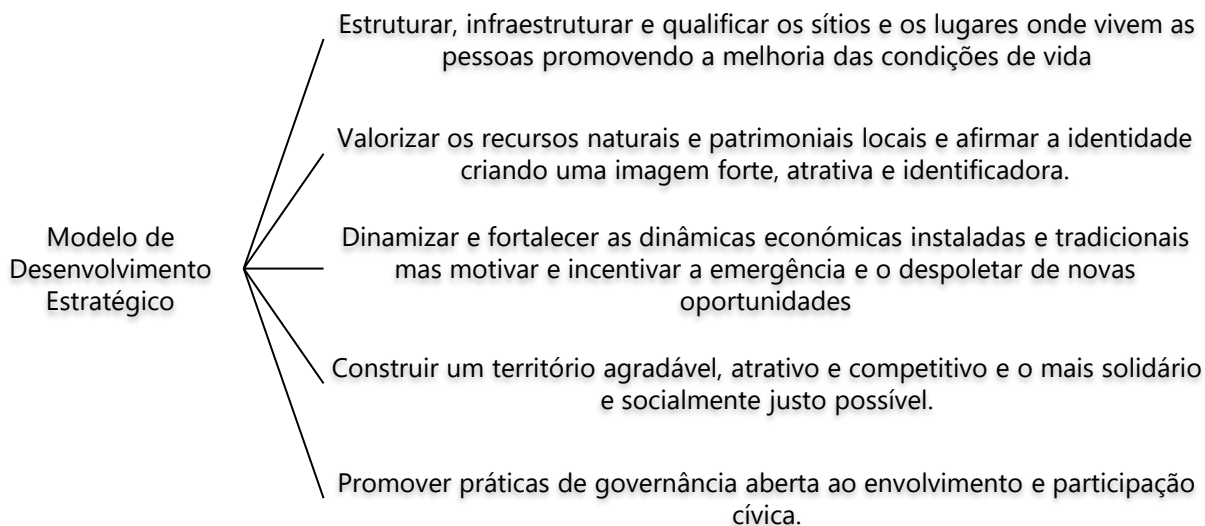 Estruturar, infraestruturar e qualificar os sítios e os lugares onde vivem as
pessoas promovendo a melhoria das condições de vida
Valorizar os recursos naturais e patrimoniais locais e afirmar a identidade
criando uma imagem forte, atrativa e identificadora.
Modelo de
Desenvolvimento
Estratégico
Dinamizar e fortalecer as dinâmicas económicas instaladas e tradicionais
mas motivar e incentivar a emergência e o despoletar de novas
oportunidades
Construir um território agradável, atrativo e competitivo e o mais solidário
e socialmente justo possível.
Promover práticas de governância aberta ao envolvimento e participação
cívica.